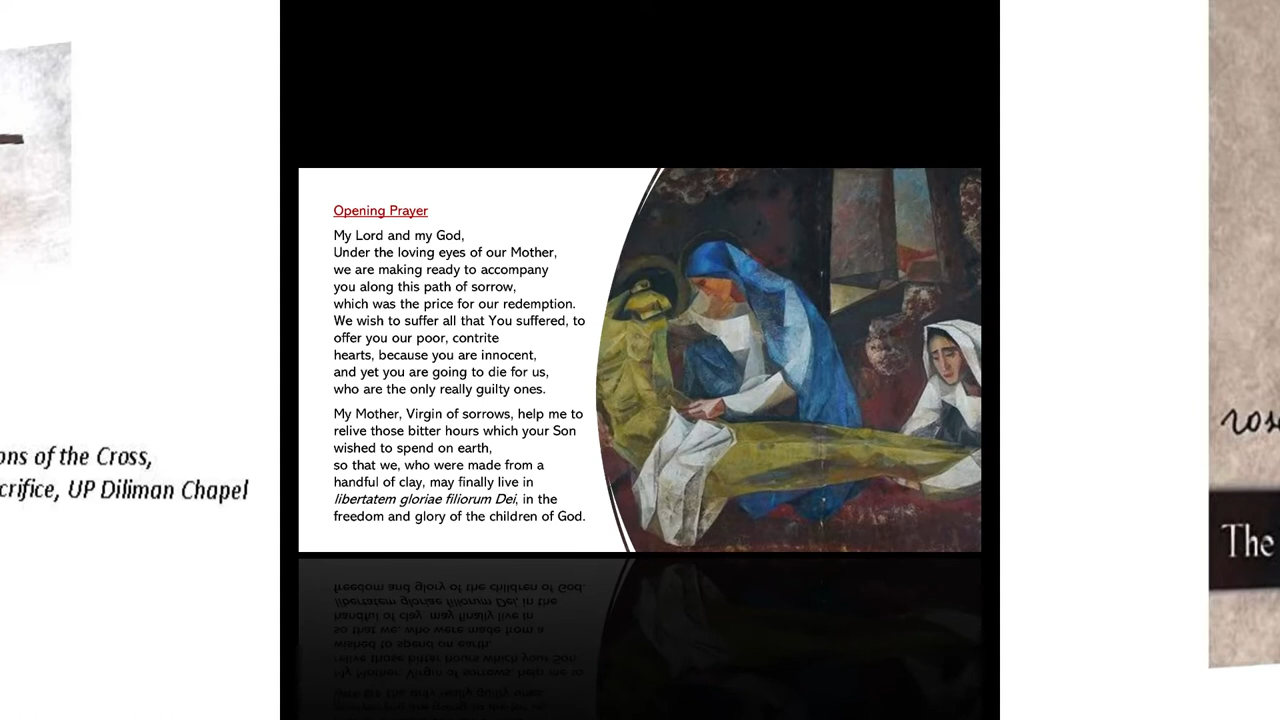 ons of the Cross,
crifice, UP Diliman Chapel
Opening Prayer
My Lord and my God,
Under the loving eyes of our Mother,
we are making ready to accompany
you along this path of sorrow,
which was the price for our redemption.
We wish to suffer all that You suffered, to
offer you our poor, contrite
hearts, because you are innocent,
and yet you are going to die for us,
who are the only really guilty ones.
My Mother, Virgin of sorrows, help me to
relive those bitter hours which your Son
wished to spend on earth,
so that we, who were made from a
handful of clay, may finally live in
libertatem gloriae filiorum Dei, in the
freedom and glory of the children of God.
The